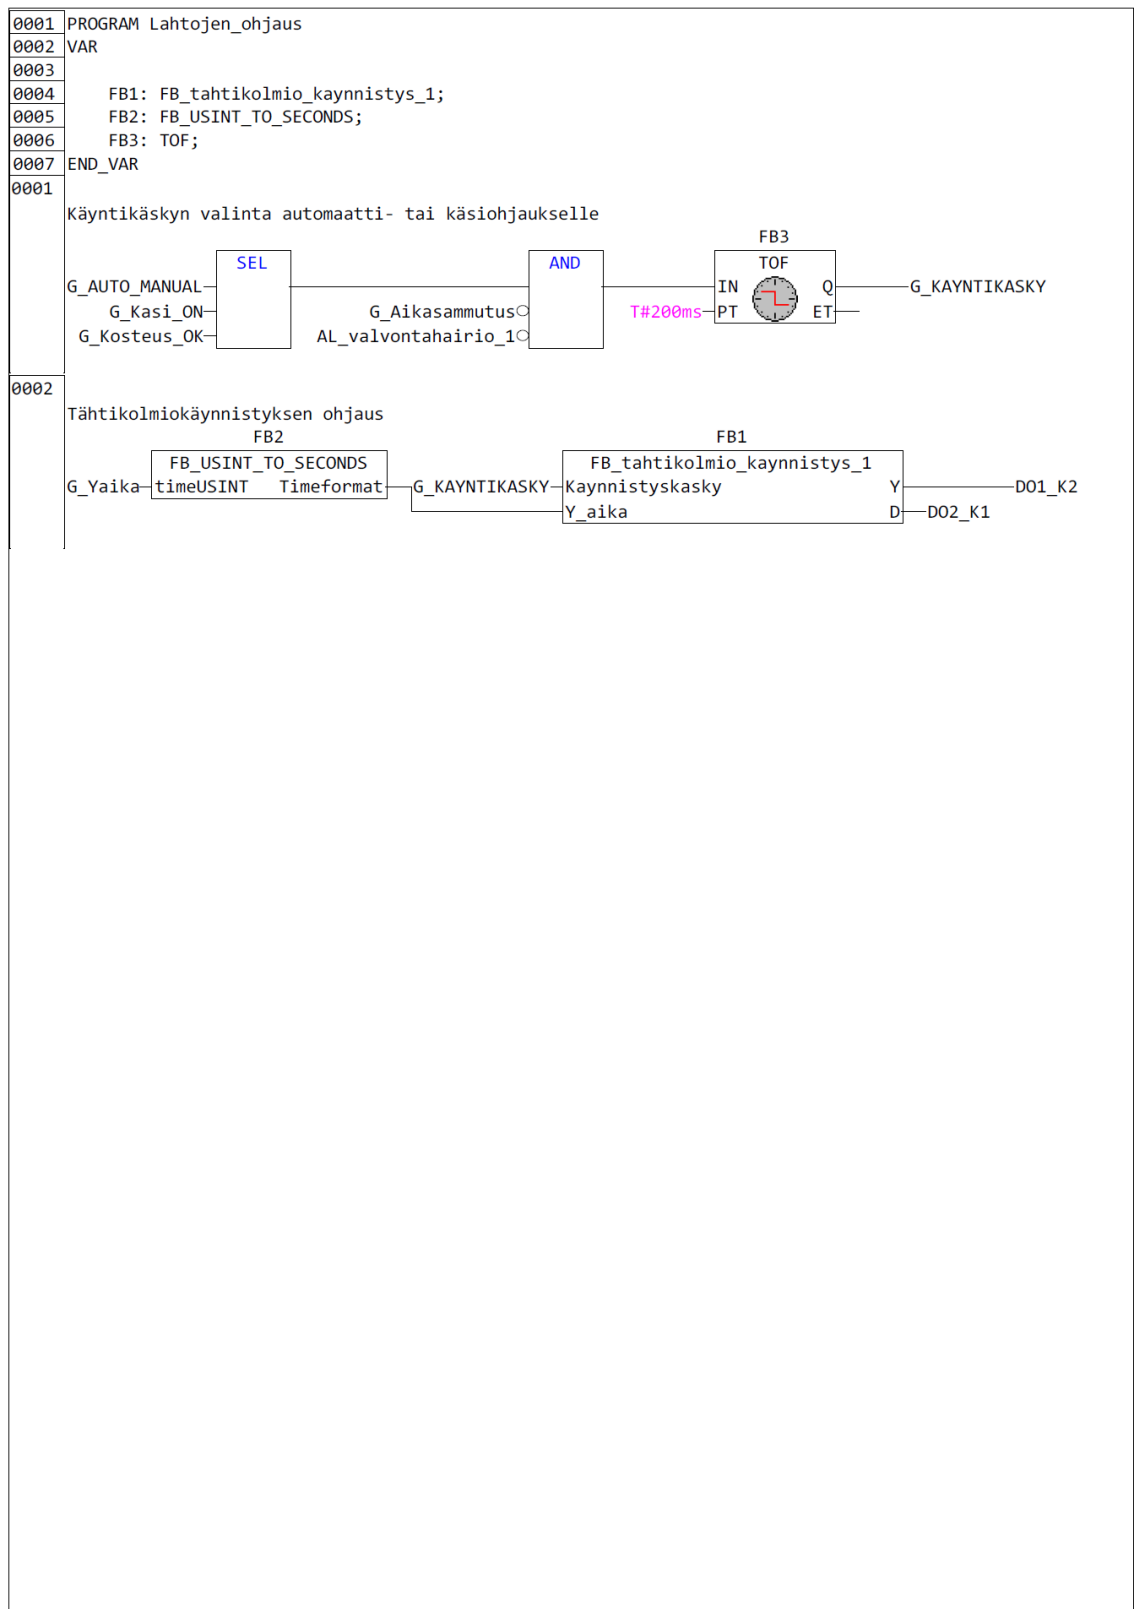 0001 PROGRAM Lahtojen_ohjaus
0002 VAR
0003
0004 FB1: FB_tahtikolmio_kaynnistys_1;
0005 FB2: FB_USINT_TO_SECONDS;
0006 FB3: TOF;
0007 END_VAR
0001
Käyntikäskyn valinta automaatti- tai käsiohjaukselle
FB3
SEL AND TOF
G_AUTO_MANUAL IN Q G_KAYNTIKASKY
G_Kasi_ON G_Aikasammutus T#200ms PT ET
G_Kosteus_OK AL_valvontahairio_1
0002
Tähtikolmiokäynnistyksen ohjaus
FB2 FB1
FB_USINT_TO_SECONDS FB_tahtikolmio_kaynnistys_1
G_Yaika timeUSINT Timeformat G_KAYNTIKASKY Kaynnistyskasky Y DO1_K2
Y_aika D DO2_K1